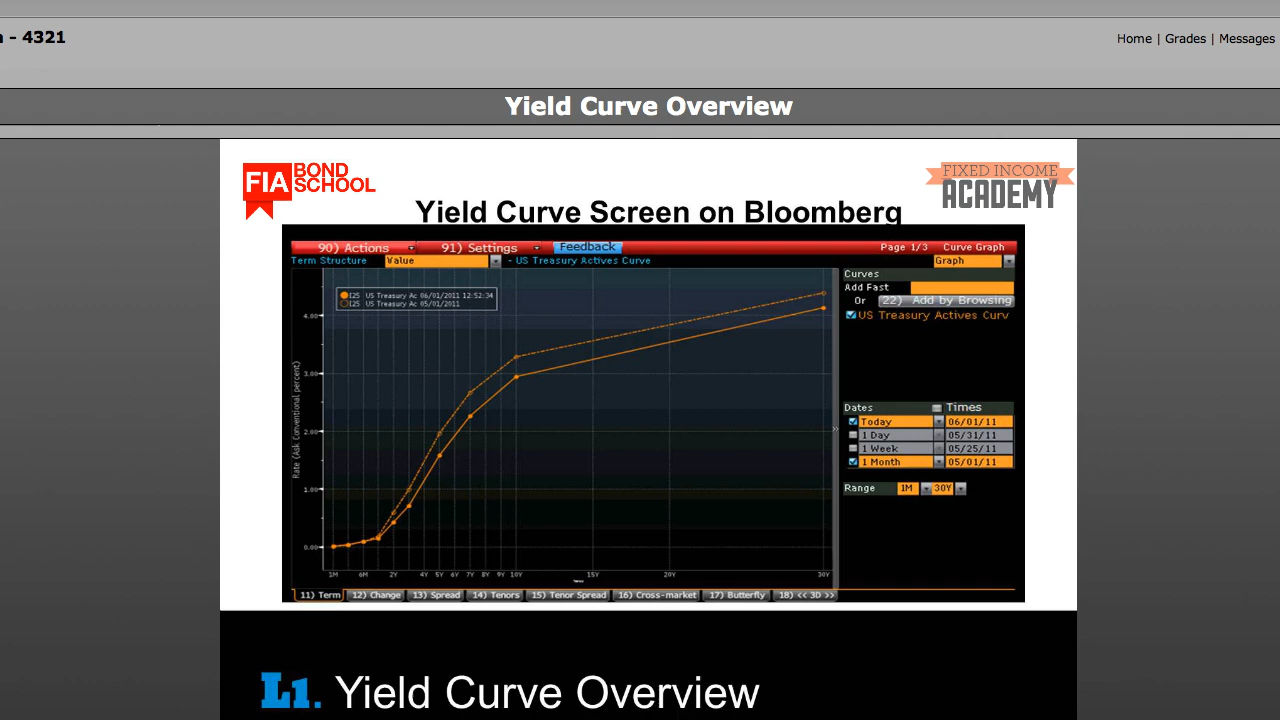 n - 4321
Home | Grades | Messages
Yield Curve Overview
FIA BOND SCHOOL
FIXED INCOME ACADEMY
Yield Curve Screen on Bloomberg
90) Actions 91) Settings Feedback Page 1/3 Curve Graph
Term Structure Value - US Treasury Actives Curve Graph
I25 US Treasury Ac 06/01/2011 12:52:34
I25 US Treasury Ac 05/01/2011
Rate (Ask Conventional percent)
4.00
3.00
2.00
1.00
0.00
1M 6M 2Y 4Y 5Y 6Y 7Y 8Y 9Y 10Y 15Y 20Y 30Y
Tenor
Curves
Add Fast
Or 22) Add by Browsing
US Treasury Actives Curv
Dates Times
Today 06/01/11
1 Day 05/31/11
1 Week 05/25/11
1 Month 05/01/11
Range 1M 30Y
»
11) Term 12) Change 13) Spread 14) Tenors 15) Tenor Spread 16) Cross-market 17) Butterfly 18) << 3D >>
L1. Yield Curve Overview